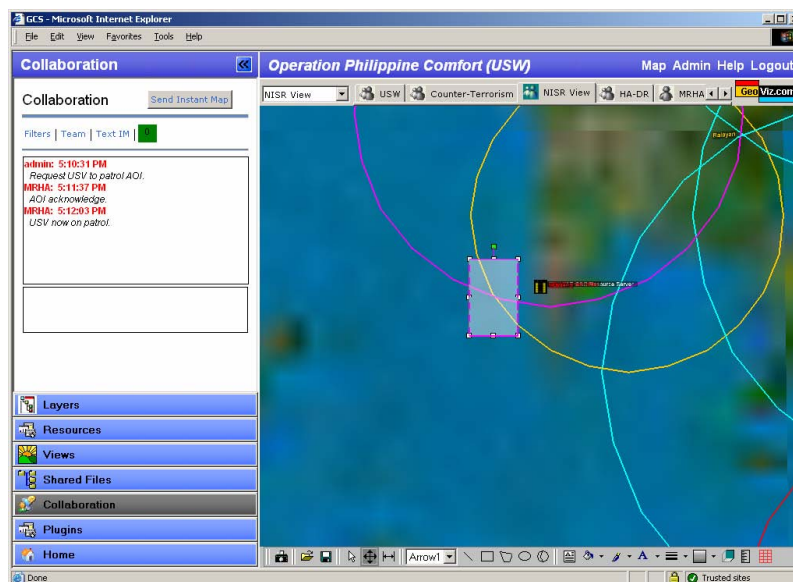 GCS - Microsoft Internet Explorer
File Edit View Favorites Tools Help
Collaboration
Operation Philippine Comfort (USW)
Map Admin Help Logout
Collaboration
Send Instant Map
NISR View
USW
Counter-Terrorism
NISR View
HA-DR
MRHA
GeoViz.com
Filters | Team | Text IM | 0
admin: 5:10:31 PM
Request USV to patrol AOI.
MRHA: 5:11:37 PM
AOI acknowledge.
MRHA: 5:12:03 PM
USV now on patrol.
Layers
Resources
Views
Shared Files
Collaboration
Plugins
Home
Arrow1
Done
Trusted sites